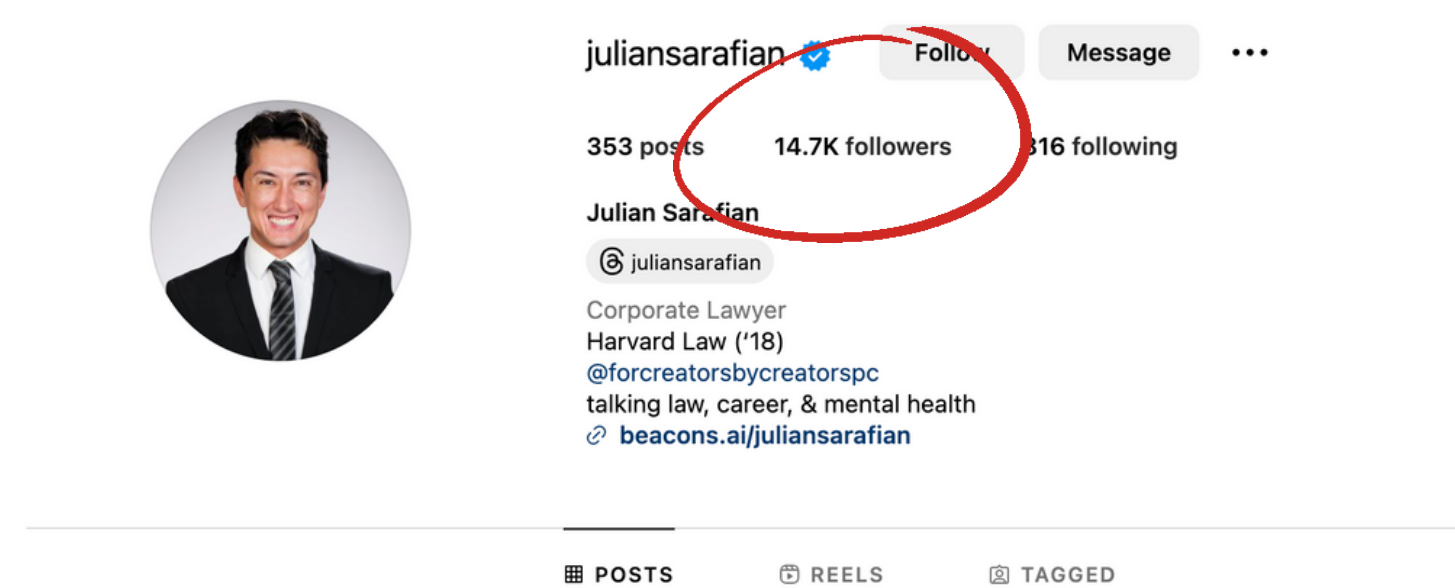 juliansarafian Follow Message
353 posts 14.7K followers 316 following
Julian Sarafian
juliansarafian
Corporate Lawyer
Harvard Law (‘18)
@forcreatorsbycreatorspc
talking law, career, & mental health
beacons.ai/juliansarafian
POSTS REELS TAGGED